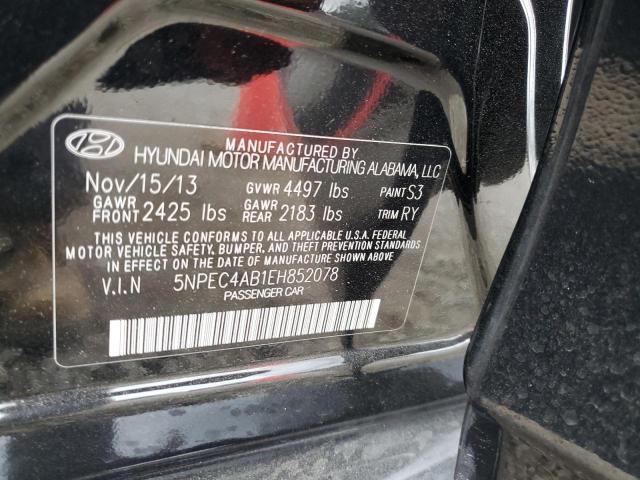 MANUFACTURED BY
HYUNDAI MOTOR MANUFACTURING ALABAMA, LLC
Nov/15/13 GVWR 4497 lbs PAINT S3
GAWR FRONT 2425 lbs GAWR REAR 2183 lbs TRIM RY
THIS VEHICLE CONFORMS TO ALL APPLICABLE U.S.A. FEDERAL
MOTOR VEHICLE SAFETY, BUMPER, AND THEFT PREVENTION STANDARDS
IN EFFECT ON THE DATE OF MANUFACTURE SHOWN ABOVE
V.I.N 5NPEC4AB1EH852078
PASSENGER CAR